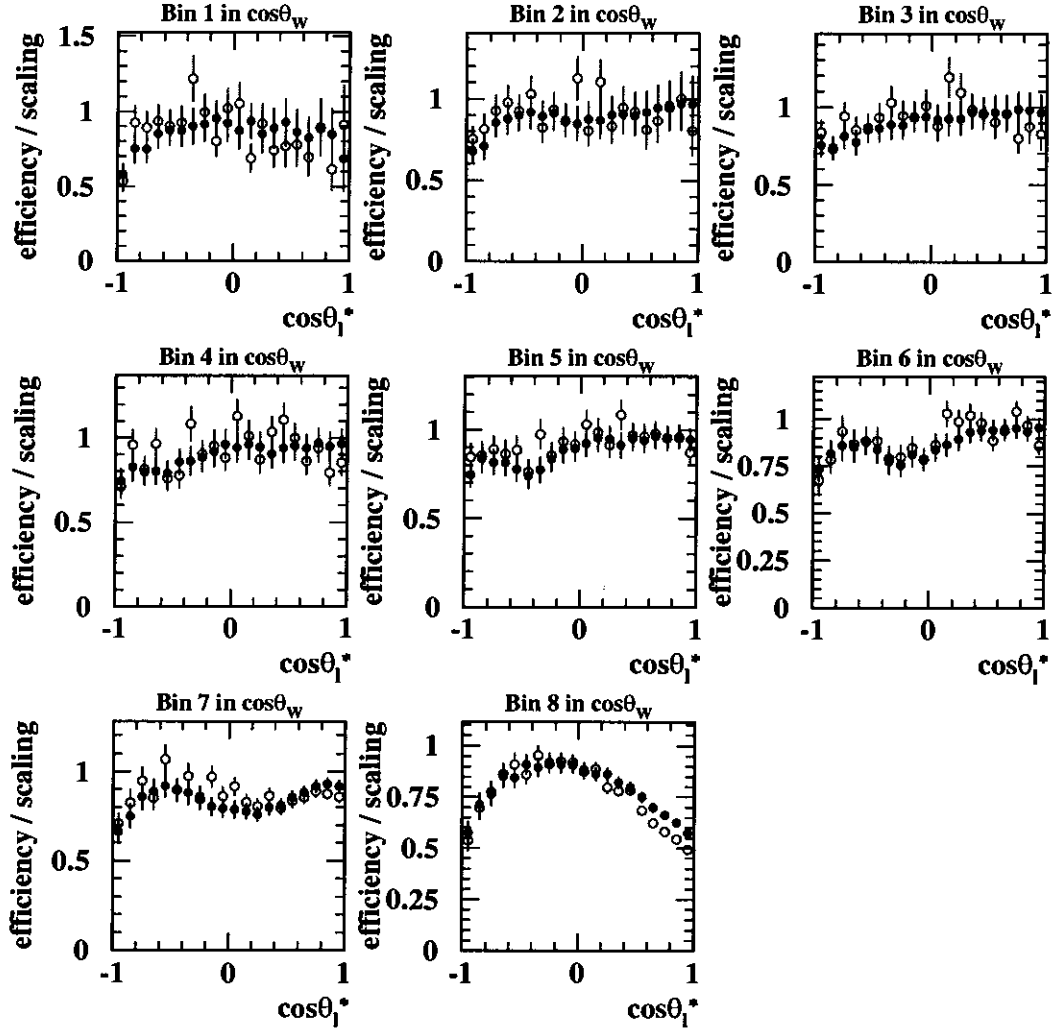 Bin 1 in cosθw
efficiency / scaling
1.5
1
0.5
0
-1 0 1
cosθl*
Bin 2 in cosθw
efficiency / scaling
1
0.5
0
-1 0 1
cosθl*
Bin 3 in cosθw
efficiency / scaling
1
0.5
0
-1 0 1
cosθl*
Bin 4 in cosθw
efficiency / scaling
1
0.5
0
-1 0 1
cosθl*
Bin 5 in cosθw
efficiency / scaling
1
0.5
0
-1 0 1
cosθl*
Bin 6 in cosθw
efficiency / scaling
1
0.75
0.5
0.25
0
-1 0 1
cosθl*
Bin 7 in cosθw
efficiency / scaling
1
0.5
0
-1 0 1
cosθl*
Bin 8 in cosθw
efficiency / scaling
1
0.75
0.5
0.25
0
-1 0 1
cosθl*